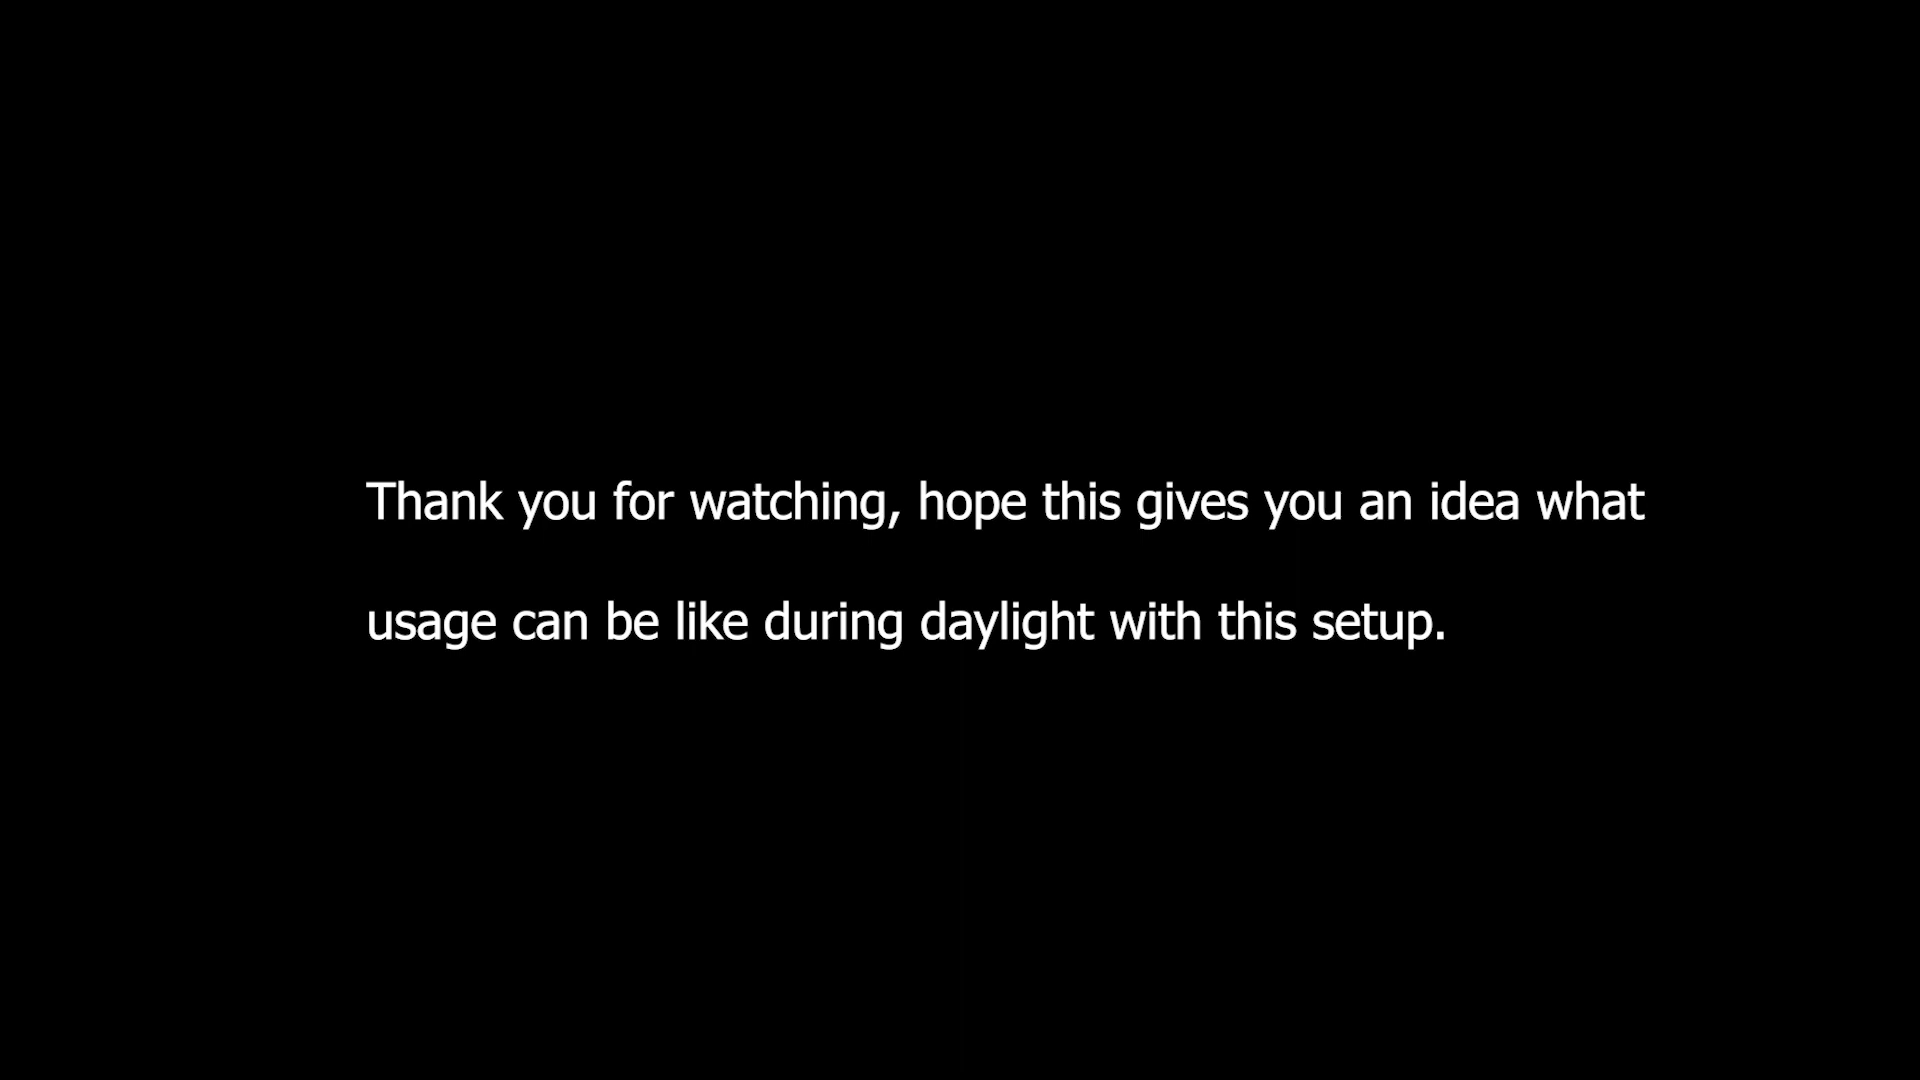 Thank you for watching, hope this gives you an idea what
usage can be like during daylight with this setup.